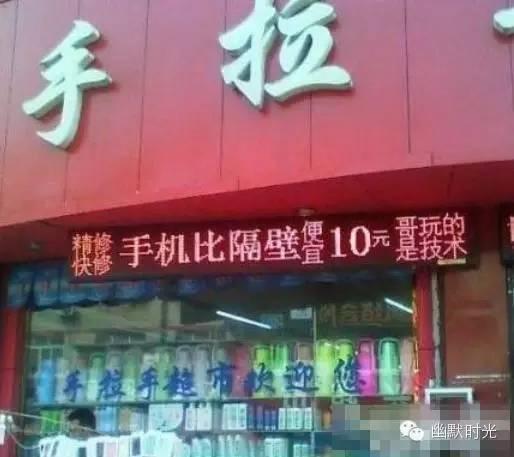 手拉
精修
快修
手机比隔壁便宜10元
哥玩的
是技术
手拉手超市欢迎您
幽默时光